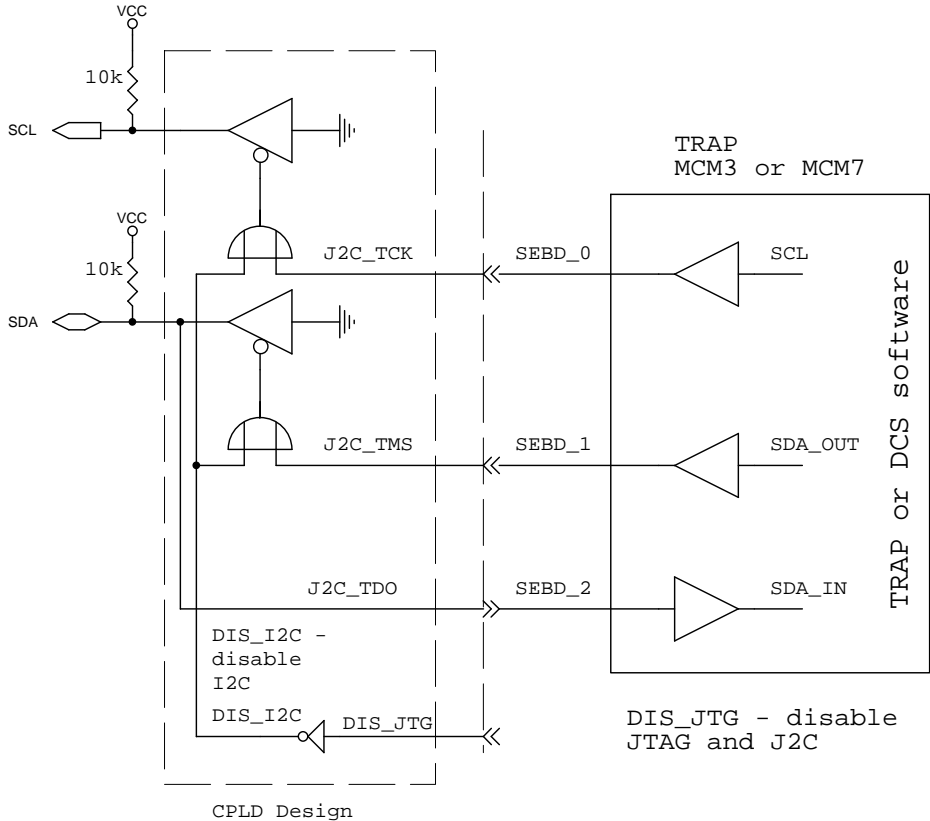 VCC
10k
SCL
TRAP
MCM3 or MCM7
VCC
10k
SDA
J2C_TCK
SEBD_0
SCL
J2C_TMS
SEBD_1
SDA_OUT
TRAP or DCS software
J2C_TDO
SEBD_2
SDA_IN
DIS_I2C -
disable
I2C
DIS_I2C
DIS_JTG
DIS_JTG - disable
JTAG and J2C
CPLD Design